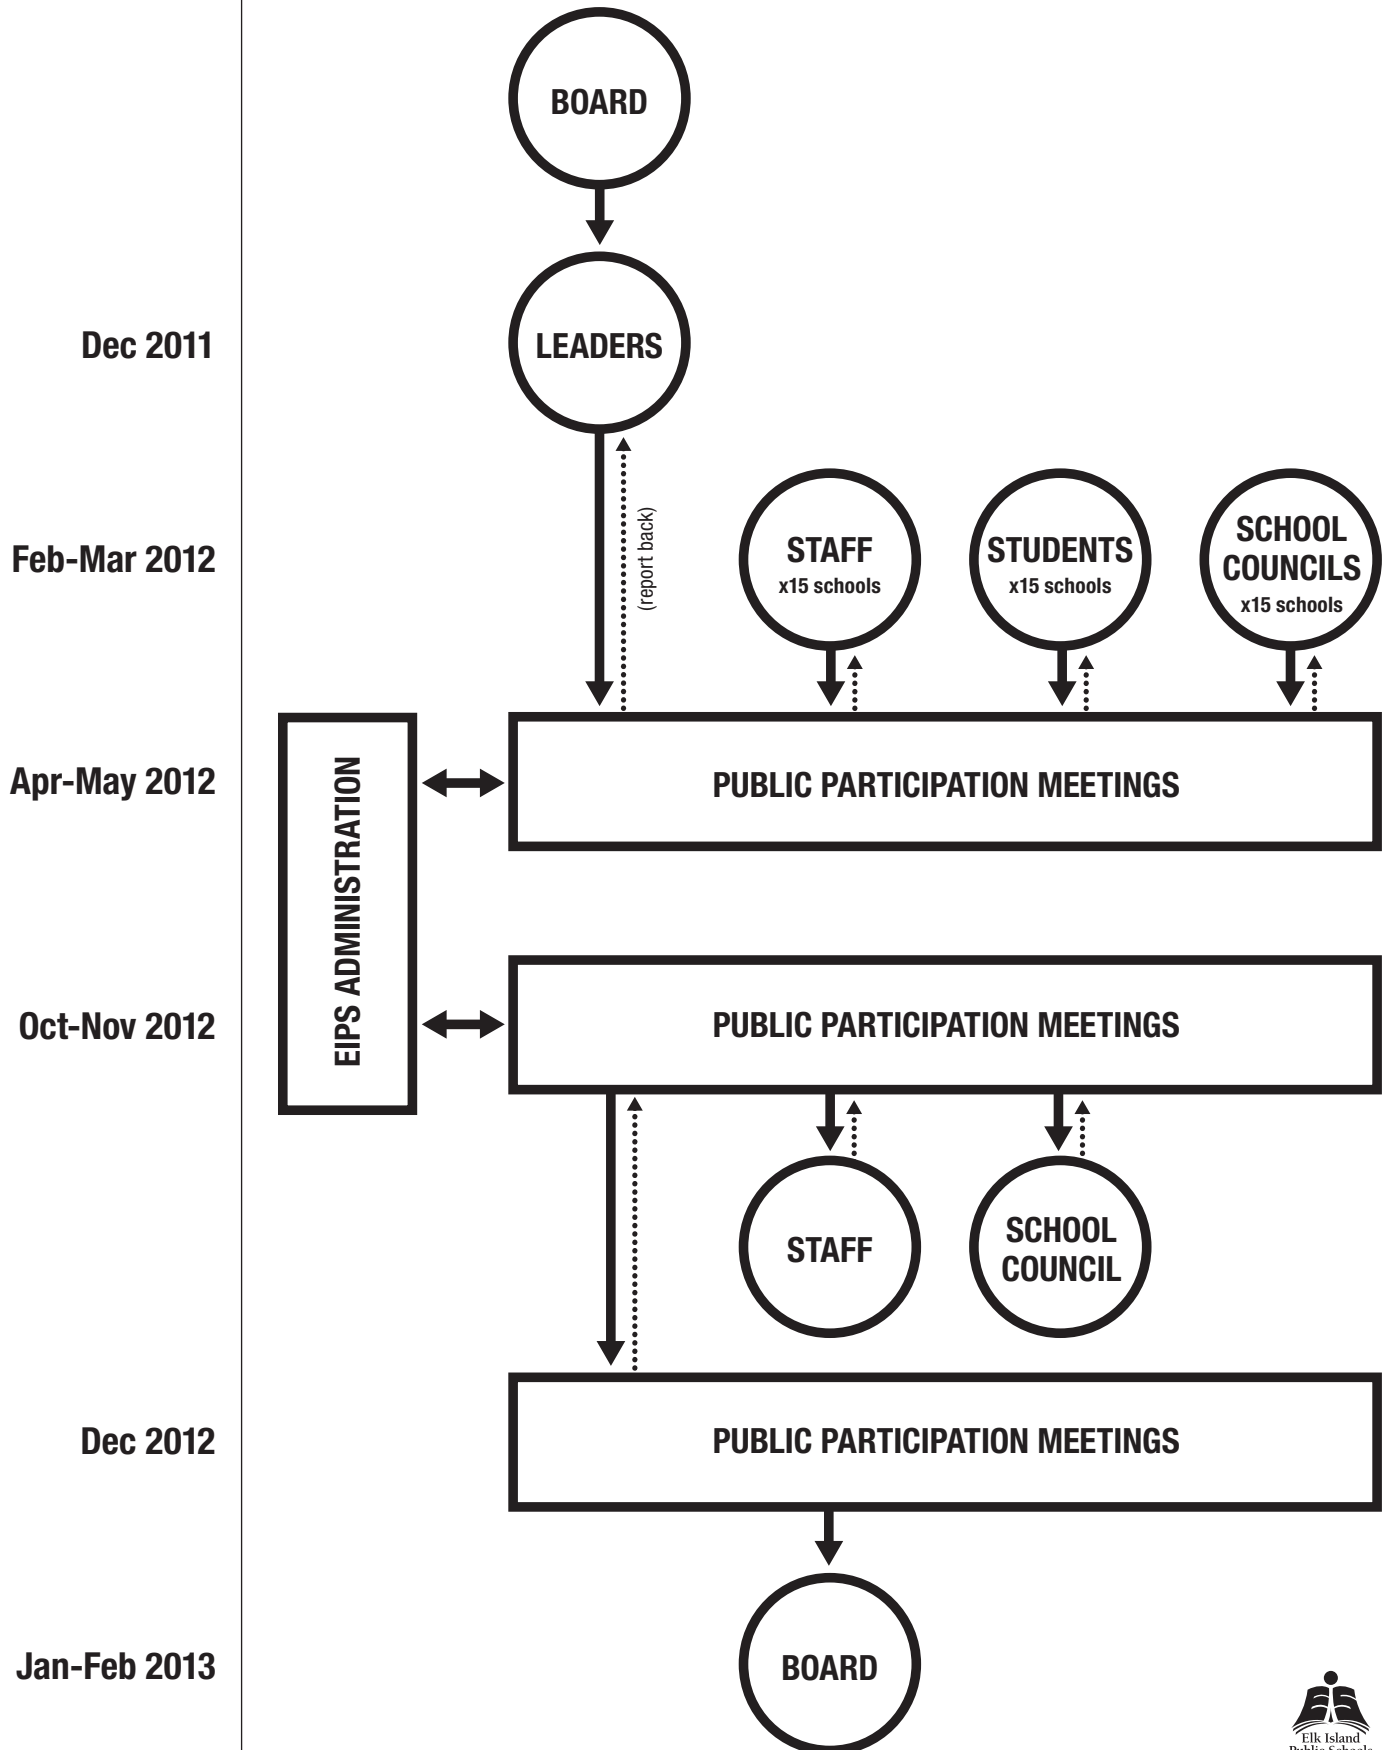 BOARD
Dec 2011
LEADERS
(report back)
Feb-Mar 2012
STAFF
x15 schools
STUDENTS
x15 schools
SCHOOL
COUNCILS
x15 schools
Apr-May 2012
EIPS ADMINISTRATION
PUBLIC PARTICIPATION MEETINGS
Oct-Nov 2012
PUBLIC PARTICIPATION MEETINGS
STAFF
SCHOOL
COUNCIL
Dec 2012
PUBLIC PARTICIPATION MEETINGS
Jan-Feb 2013
BOARD
Elk Island
Public Schools